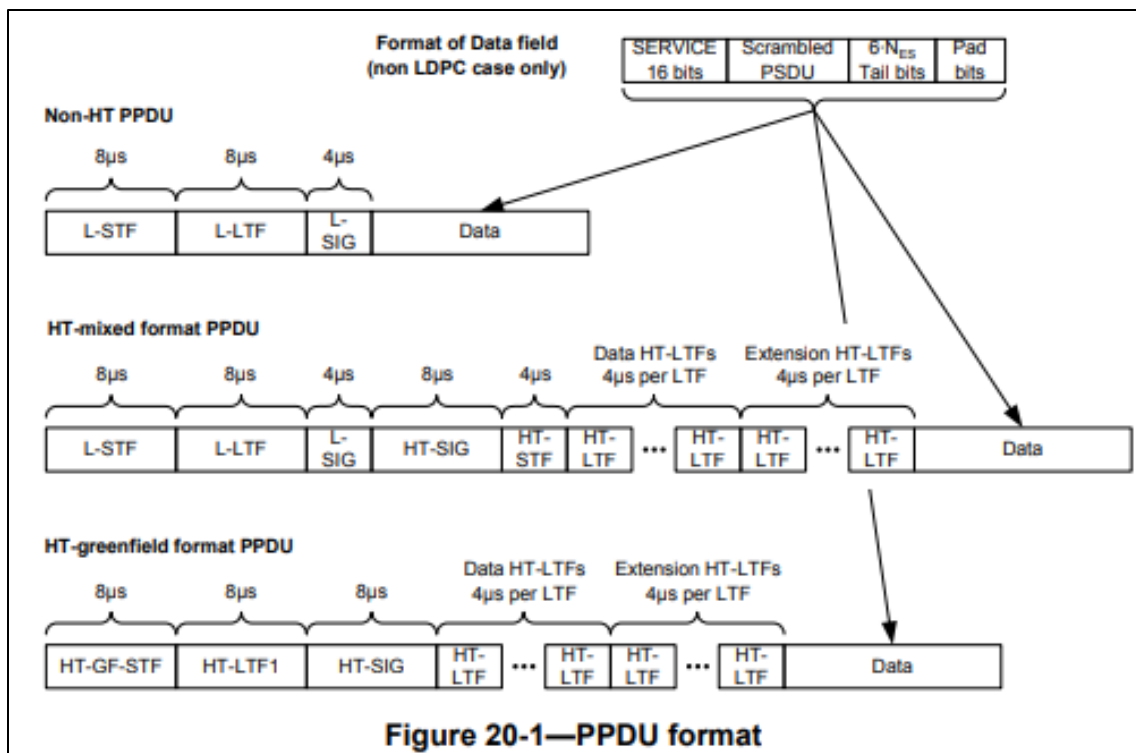 Format of Data field
(non LDPC case only)
SERVICE
16 bits
Scrambled
PSDU
6·N_ES
Tail bits
Pad
bits
Non-HT PPDU
8µs
8µs
4µs
L-STF
L-LTF
L-
SIG
Data
HT-mixed format PPDU
Data HT-LTFs
4µs per LTF
Extension HT-LTFs
4µs per LTF
8µs
8µs
4µs
8µs
4µs
L-STF
L-LTF
L-
SIG
HT-SIG
HT-
STF
HT-
LTF
•••
HT-
LTF
HT-
LTF
•••
HT-
LTF
Data
HT-greenfield format PPDU
Data HT-LTFs
4µs per LTF
Extension HT-LTFs
4µs per LTF
8µs
8µs
8µs
HT-GF-STF
HT-LTF1
HT-SIG
HT-
LTF
•••
HT-
LTF
HT-
LTF
•••
HT-
LTF
Data
Figure 20-1—PPDU format